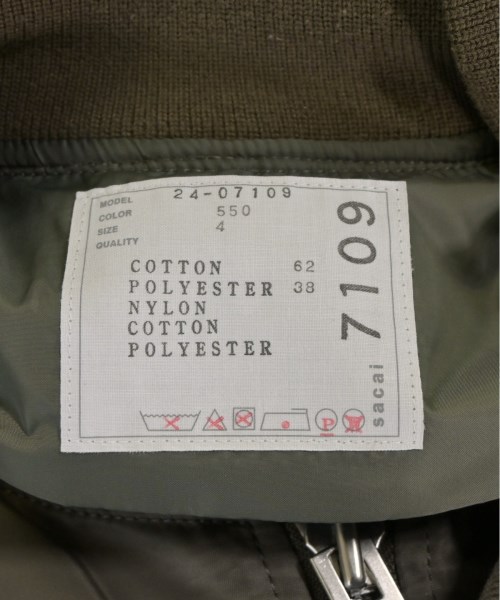 MODEL 24-07109
COLOR 550
SIZE 4
QUALITY
COTTON 62
POLYESTER 38
NYLON
COTTON
POLYESTER
7109
sacai
P